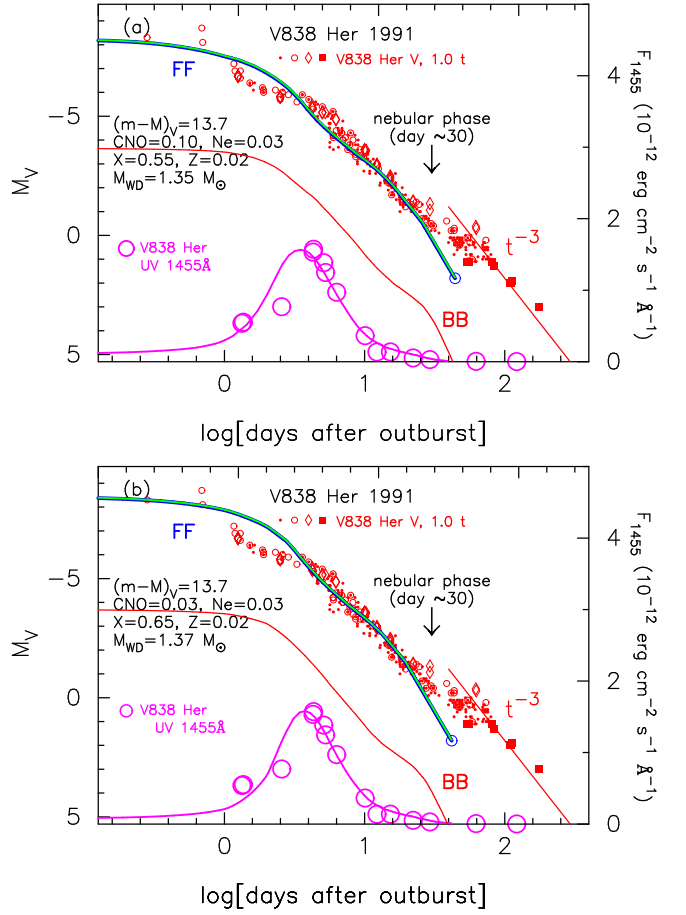 (a)
V838 Her 1991
V838 Her V, 1.0 t
FF
nebular phase
(day ~30)
(m−M)V=13.7
CNO=0.10, Ne=0.03
X=0.55, Z=0.02
MWD=1.35 M⊙
V838 Her
UV 1455Å
t−3
BB
−5
0
5
MV
0
1
2
log[days after outburst]
4
2
0
F1455 (10−12 erg cm−2 s−1 Å−1)
(b)
V838 Her 1991
V838 Her V, 1.0 t
FF
nebular phase
(day ~30)
(m−M)V=13.7
CNO=0.03, Ne=0.03
X=0.65, Z=0.02
MWD=1.37 M⊙
V838 Her
UV 1455Å
t−3
BB
−5
0
5
MV
0
1
2
log[days after outburst]
4
2
0
F1455 (10−12 erg cm−2 s−1 Å−1)